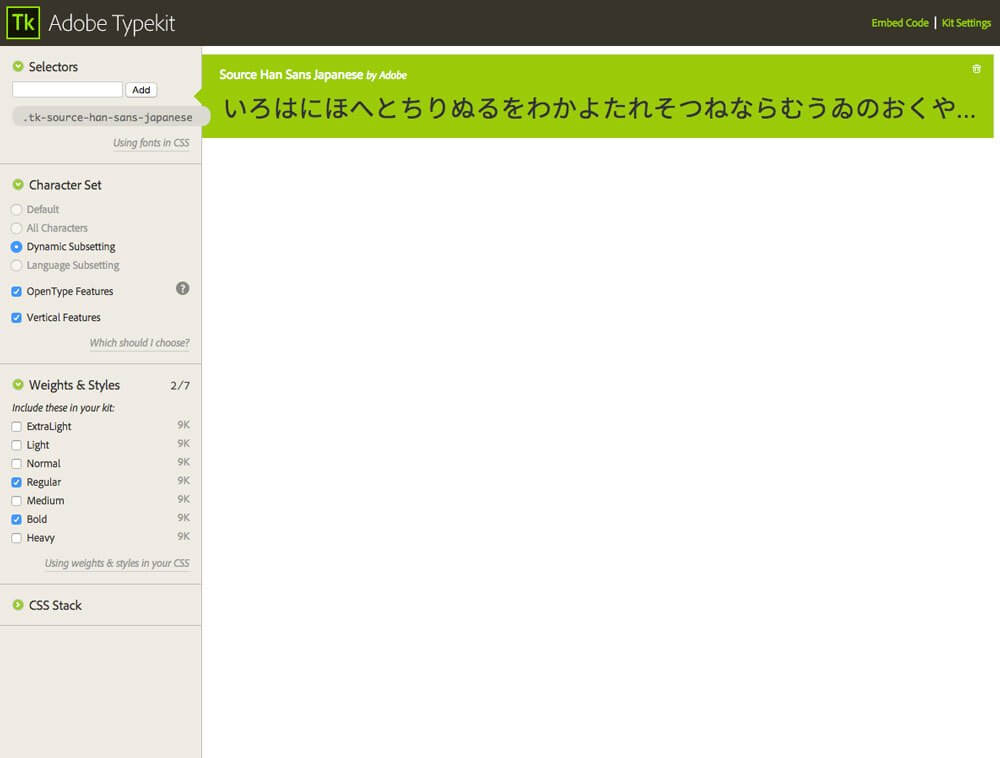 Tk Adobe Typekit
Embed Code | Kit Settings
Selectors
Add
.tk-source-han-sans-japanese
Using fonts in CSS
Character Set
Default
All Characters
Dynamic Subsetting
Language Subsetting
OpenType Features ?
Vertical Features
Which should I choose?
Weights & Styles 2/7
Include these in your kit:
ExtraLight 9K
Light 9K
Normal 9K
Regular 9K
Medium 9K
Bold 9K
Heavy 9K
Using weights & styles in your CSS
CSS Stack
Source Han Sans Japanese by Adobe
いろはにほへとちりぬるをわかよたれそつねならむうゐのおくや…